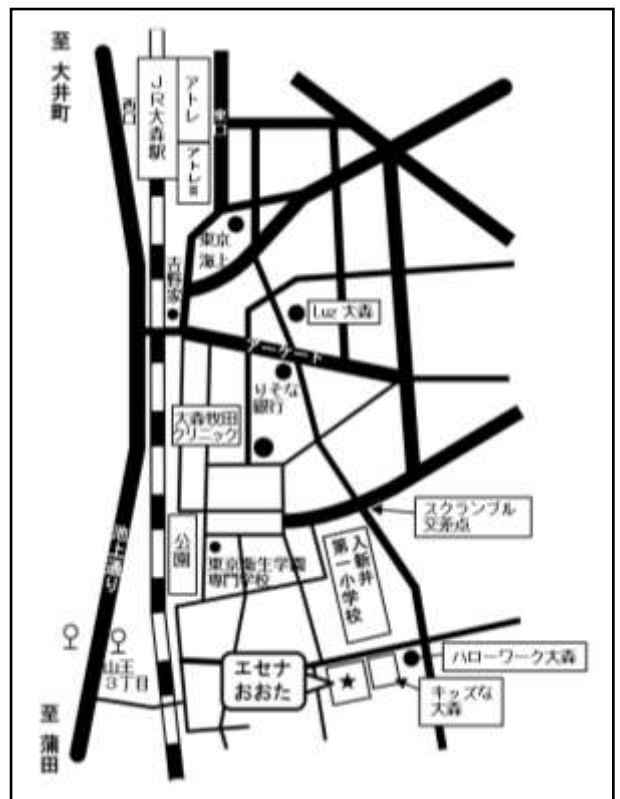 至 大井町
西口
JR大森駅
アトレ
アトレⅡ
東口
東京
海上
吉野家
Luz 大森
アーケード
りそな
銀行
大森牧田
クリニック
スクランブル
交差点
公園
東京衛生学園
専門学校
入新井
第一小学校
池上通り
山王
3丁目
エセナ
おおた
★
ハローワーク大森
キッズな
大森
至 蒲田